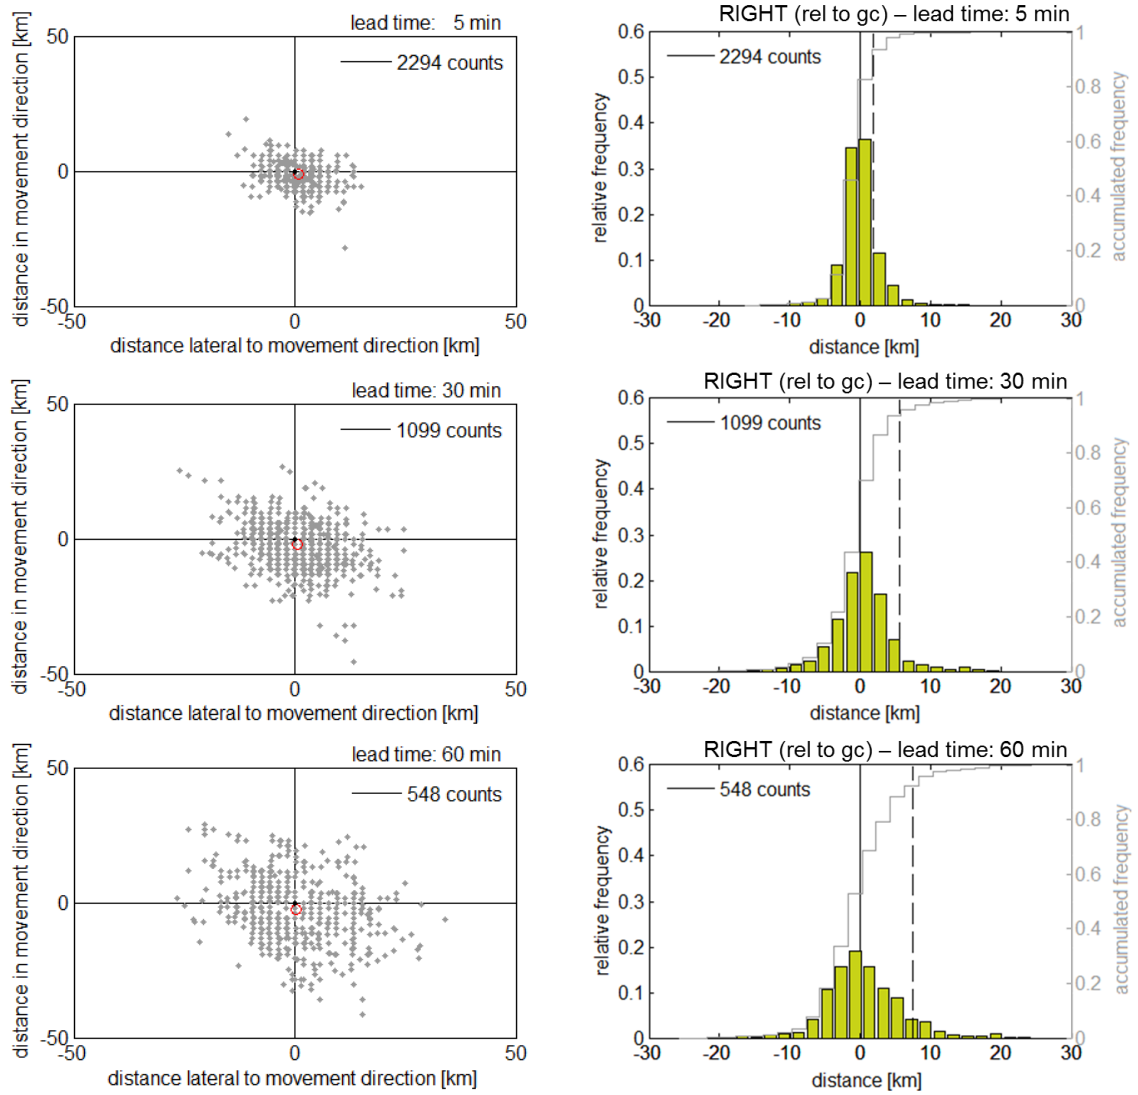 lead time: 5 min
2294 counts
distance in movement direction [km]
50
0
-50
-50 0 50
distance lateral to movement direction [km]
RIGHT (rel to gc) – lead time: 5 min
2294 counts
relative frequency
0.6
0.5
0.4
0.3
0.2
0.1
0
-30 -20 -10 0 10 20 30
distance [km]
1
0.8
0.6
0.4
0.2
0
accumulated frequency
lead time: 30 min
1099 counts
distance in movement direction [km]
50
0
-50
-50 0 50
distance lateral to movement direction [km]
RIGHT (rel to gc) – lead time: 30 min
1099 counts
relative frequency
0.6
0.5
0.4
0.3
0.2
0.1
0
-30 -20 -10 0 10 20 30
distance [km]
1
0.8
0.6
0.4
0.2
0
accumulated frequency
lead time: 60 min
548 counts
distance in movement direction [km]
50
0
-50
-50 0 50
distance lateral to movement direction [km]
RIGHT (rel to gc) – lead time: 60 min
548 counts
relative frequency
0.6
0.5
0.4
0.3
0.2
0.1
0
-30 -20 -10 0 10 20 30
distance [km]
1
0.8
0.6
0.4
0.2
0
accumulated frequency